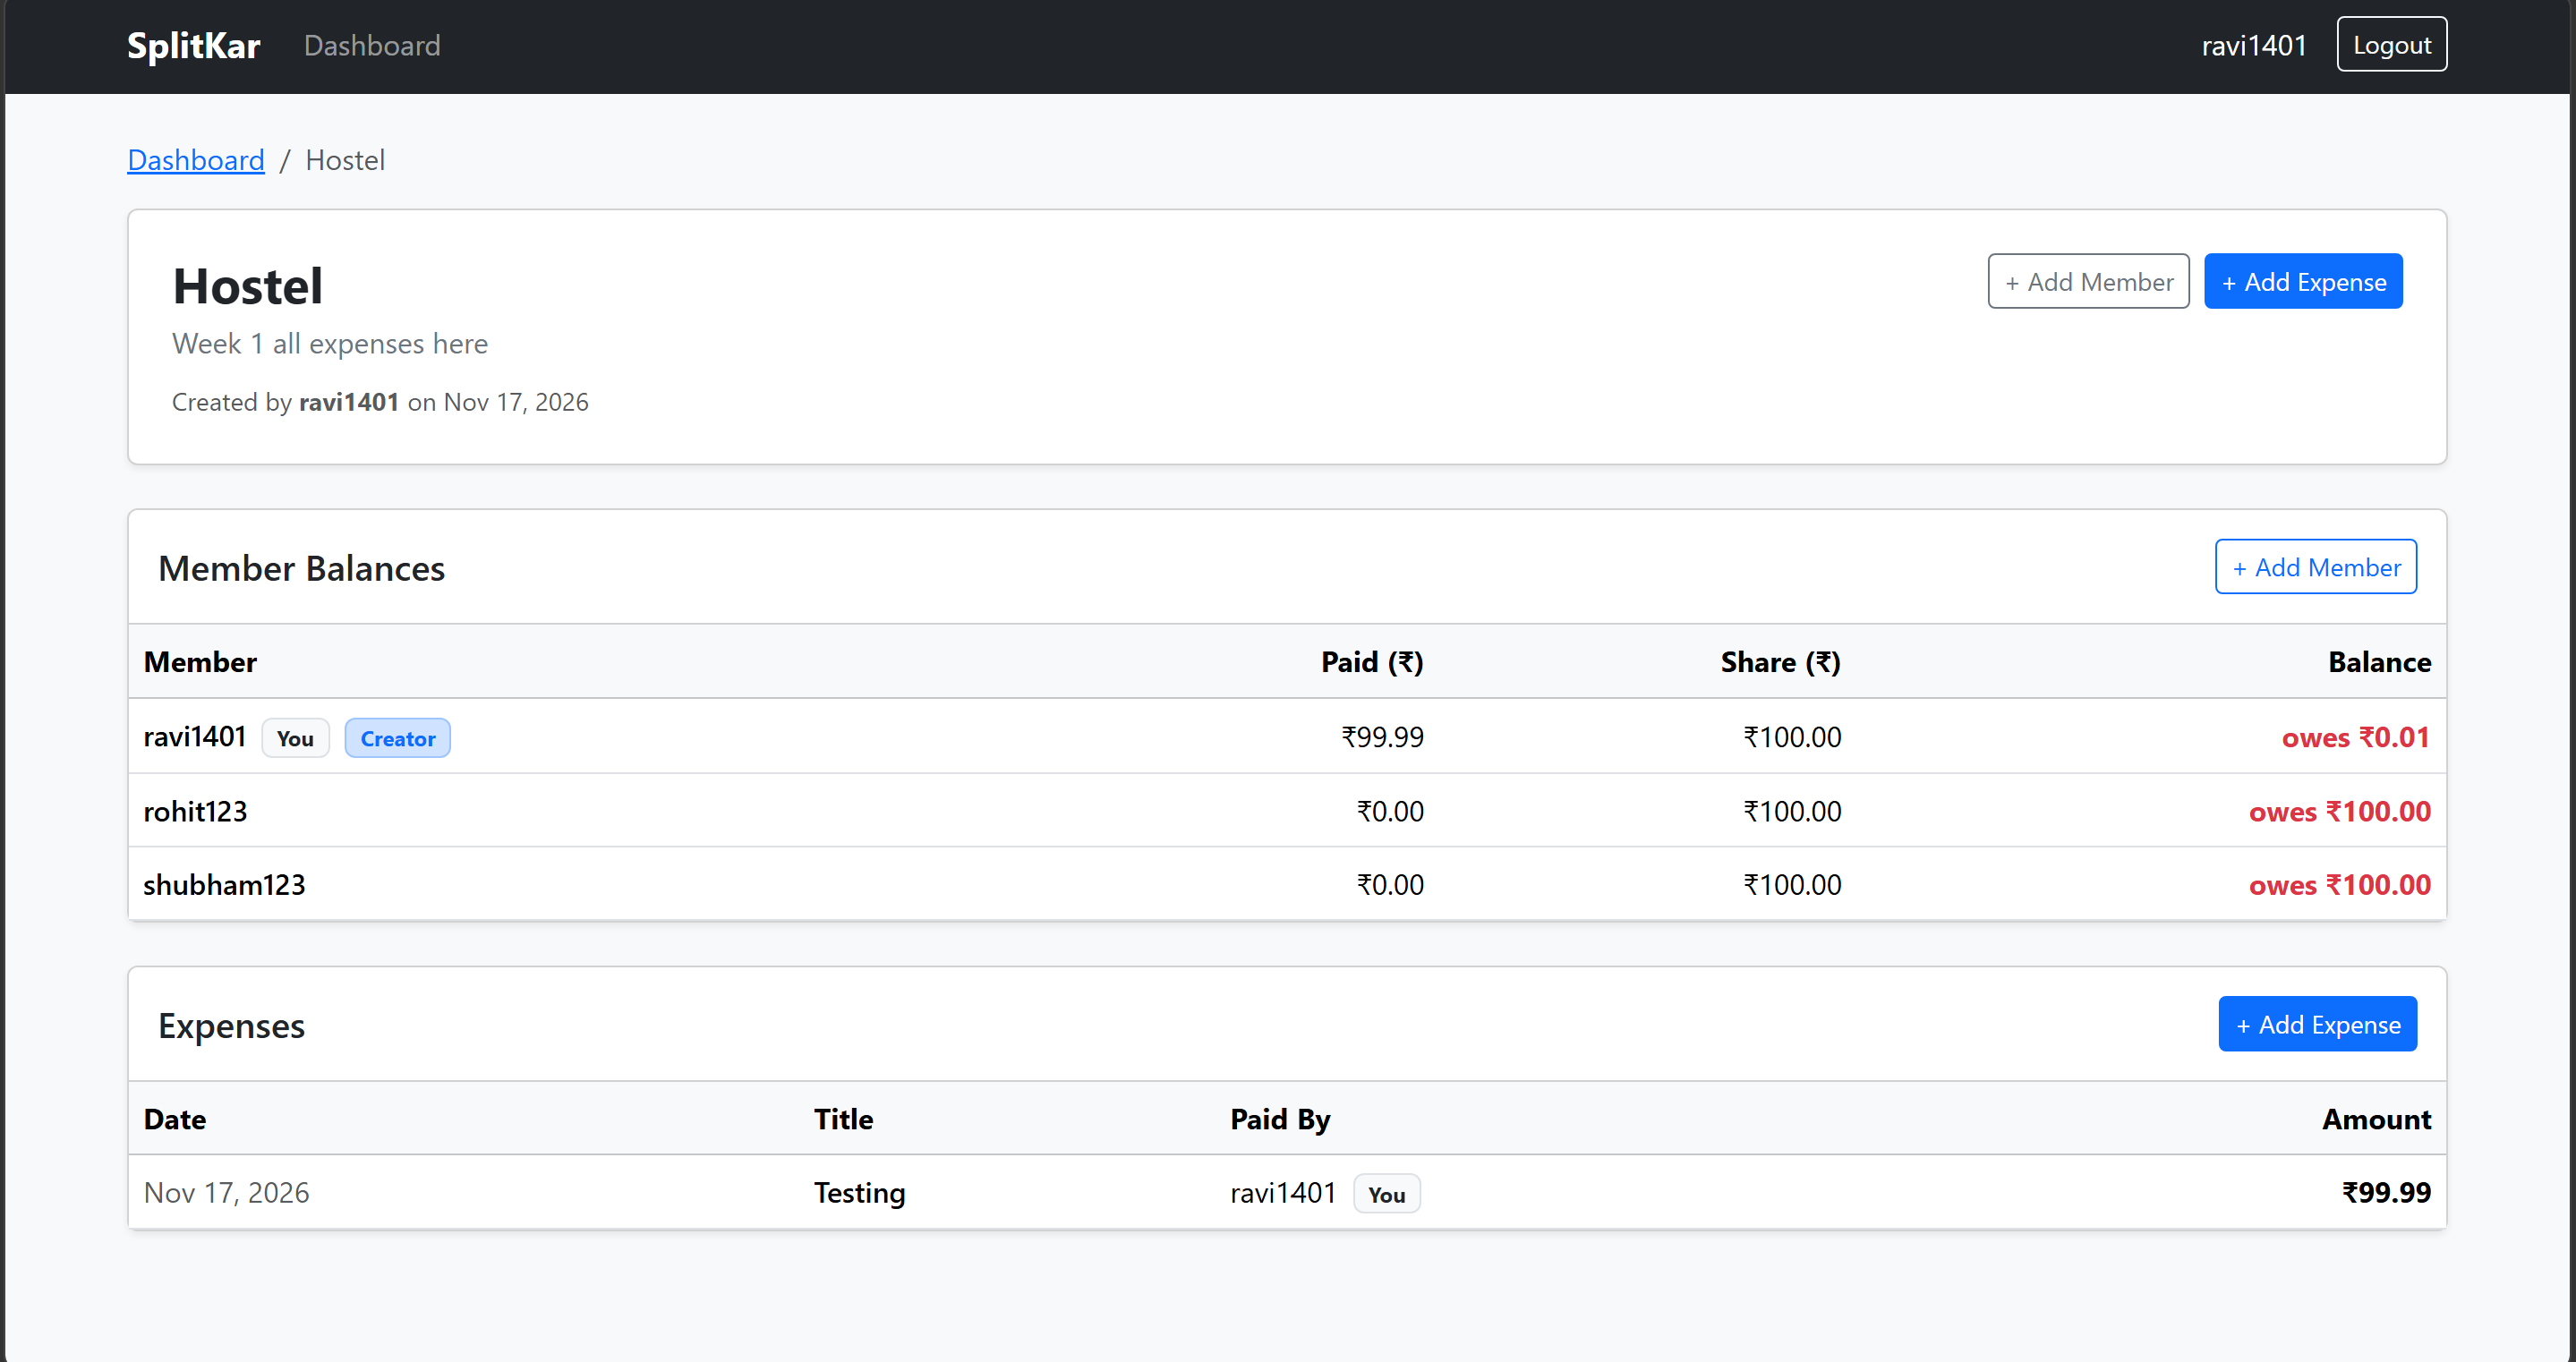 SplitKar Dashboard ravi1401 Logout
Dashboard / Hostel
Hostel + Add Member + Add Expense
Week 1 all expenses here
Created by ravi1401 on Nov 17, 2026
Member Balances + Add Member
Member Paid (₹) Share (₹) Balance
ravi1401 You Creator ₹99.99 ₹100.00 owes ₹0.01
rohit123 ₹0.00 ₹100.00 owes ₹100.00
shubham123 ₹0.00 ₹100.00 owes ₹100.00
Expenses + Add Expense
Date Title Paid By Amount
Nov 17, 2026 Testing ravi1401 You ₹99.99